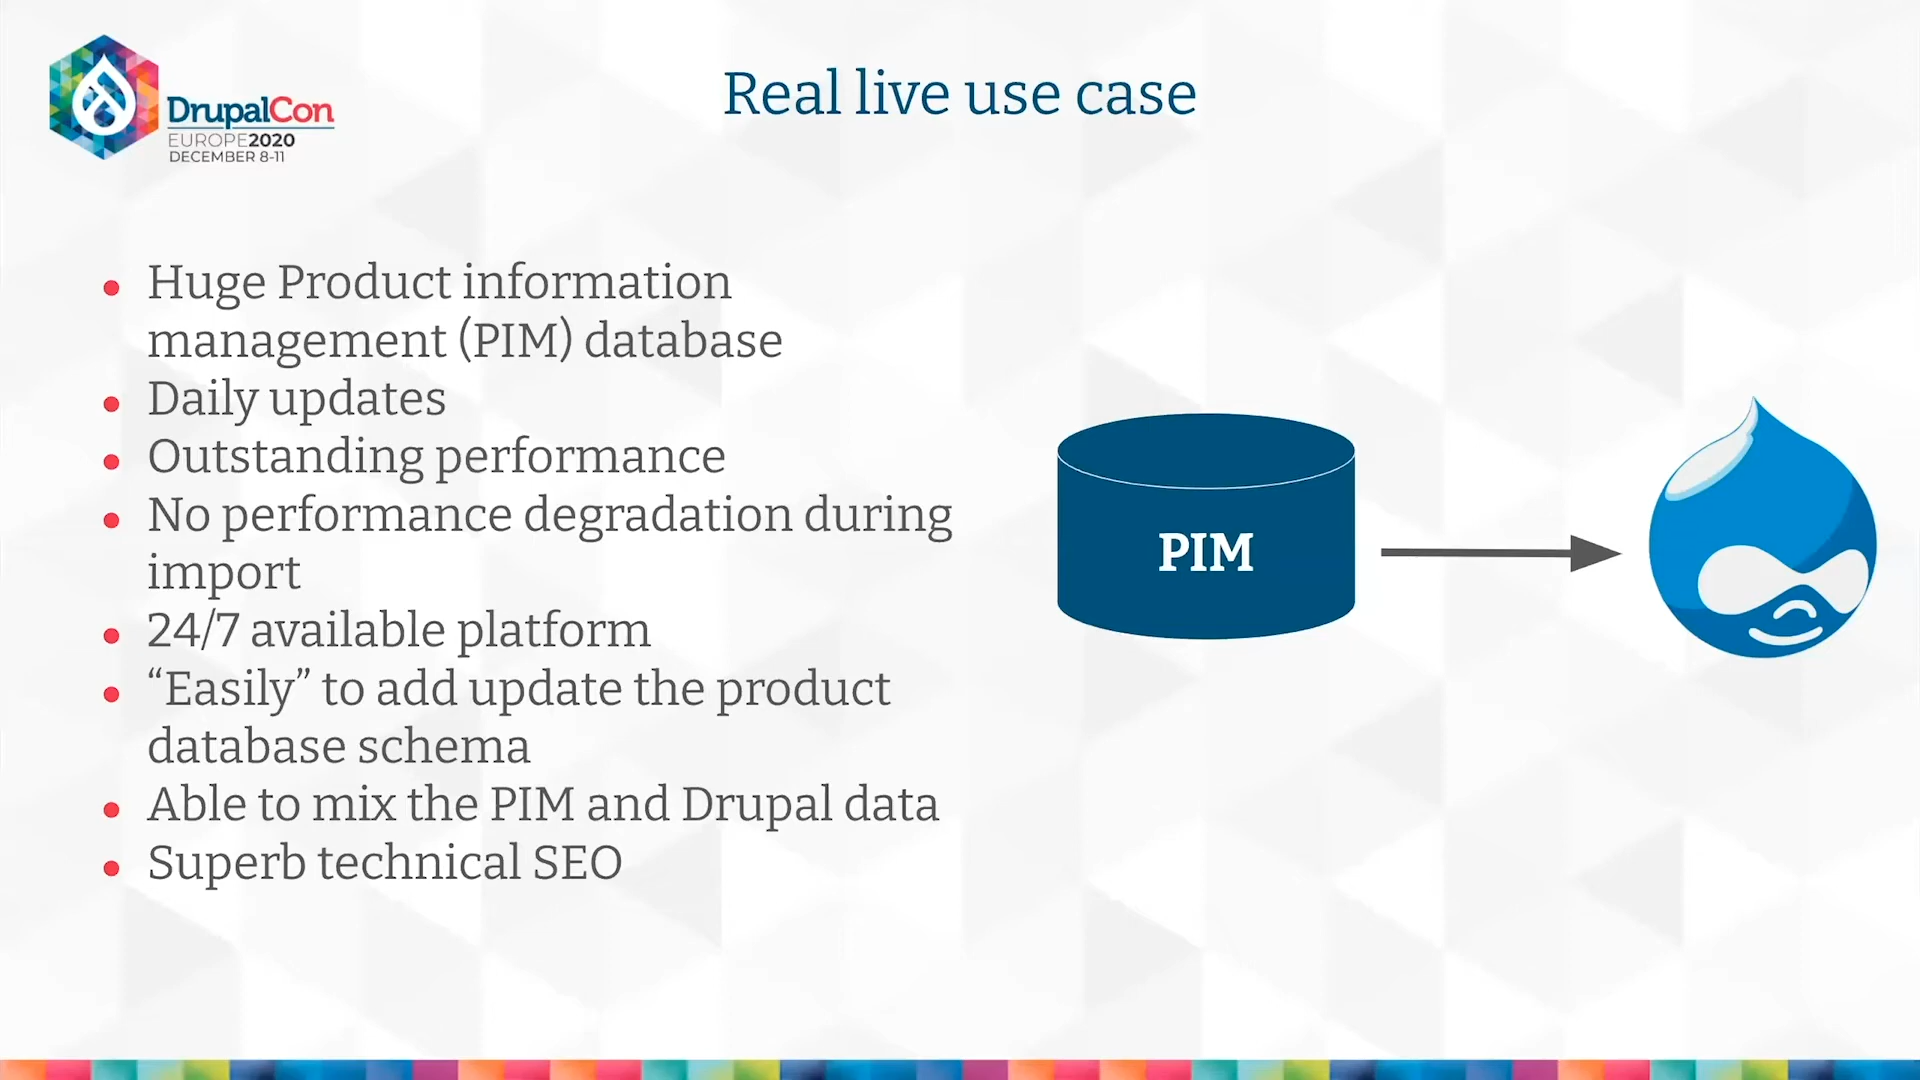 DrupalCon
EUROPE2020
DECEMBER 8-11
Real live use case
Huge Product information
management (PIM) database
Daily updates
Outstanding performance
No performance degradation during
import
24/7 available platform
“Easily” to add update the product
database schema
Able to mix the PIM and Drupal data
Superb technical SEO
PIM